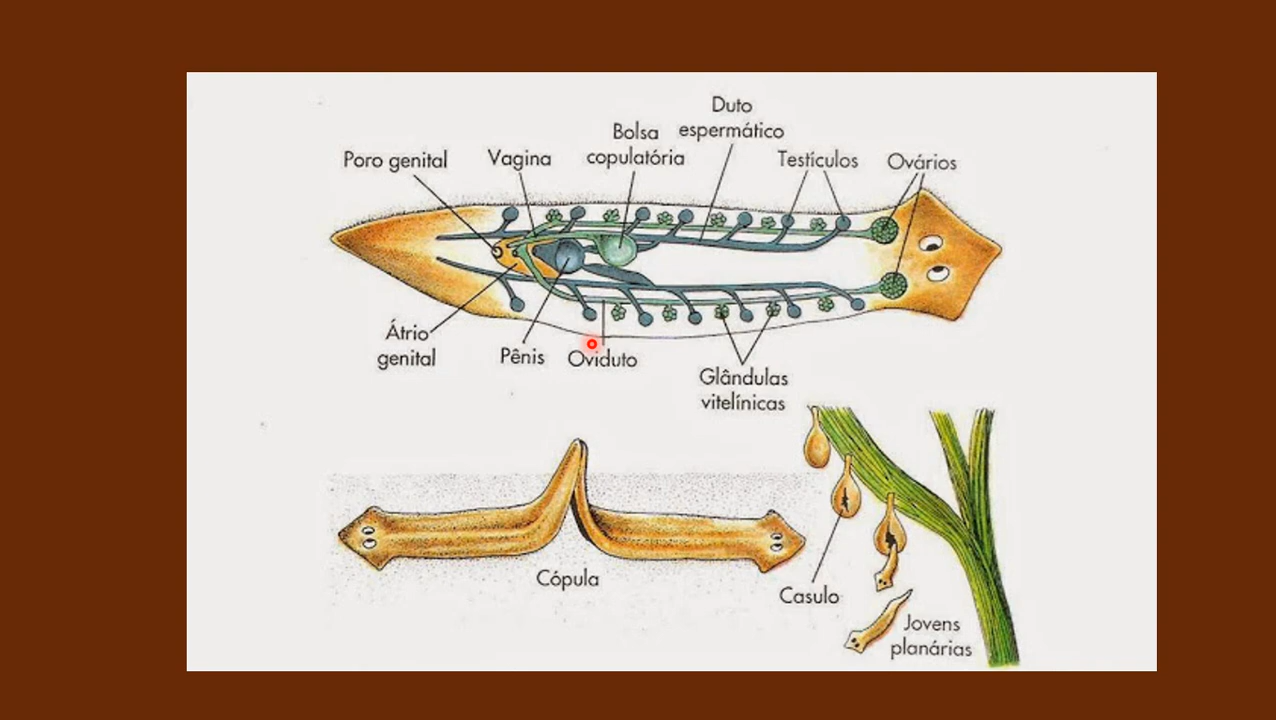 Duto
espermático
Bolsa
copulatória
Poro genital
Vagina
Testículos
Ovários
Átrio
genital
Pênis
Oviduto
Glândulas
vitelínicas
Cópula
Casulo
Jovens
planárias